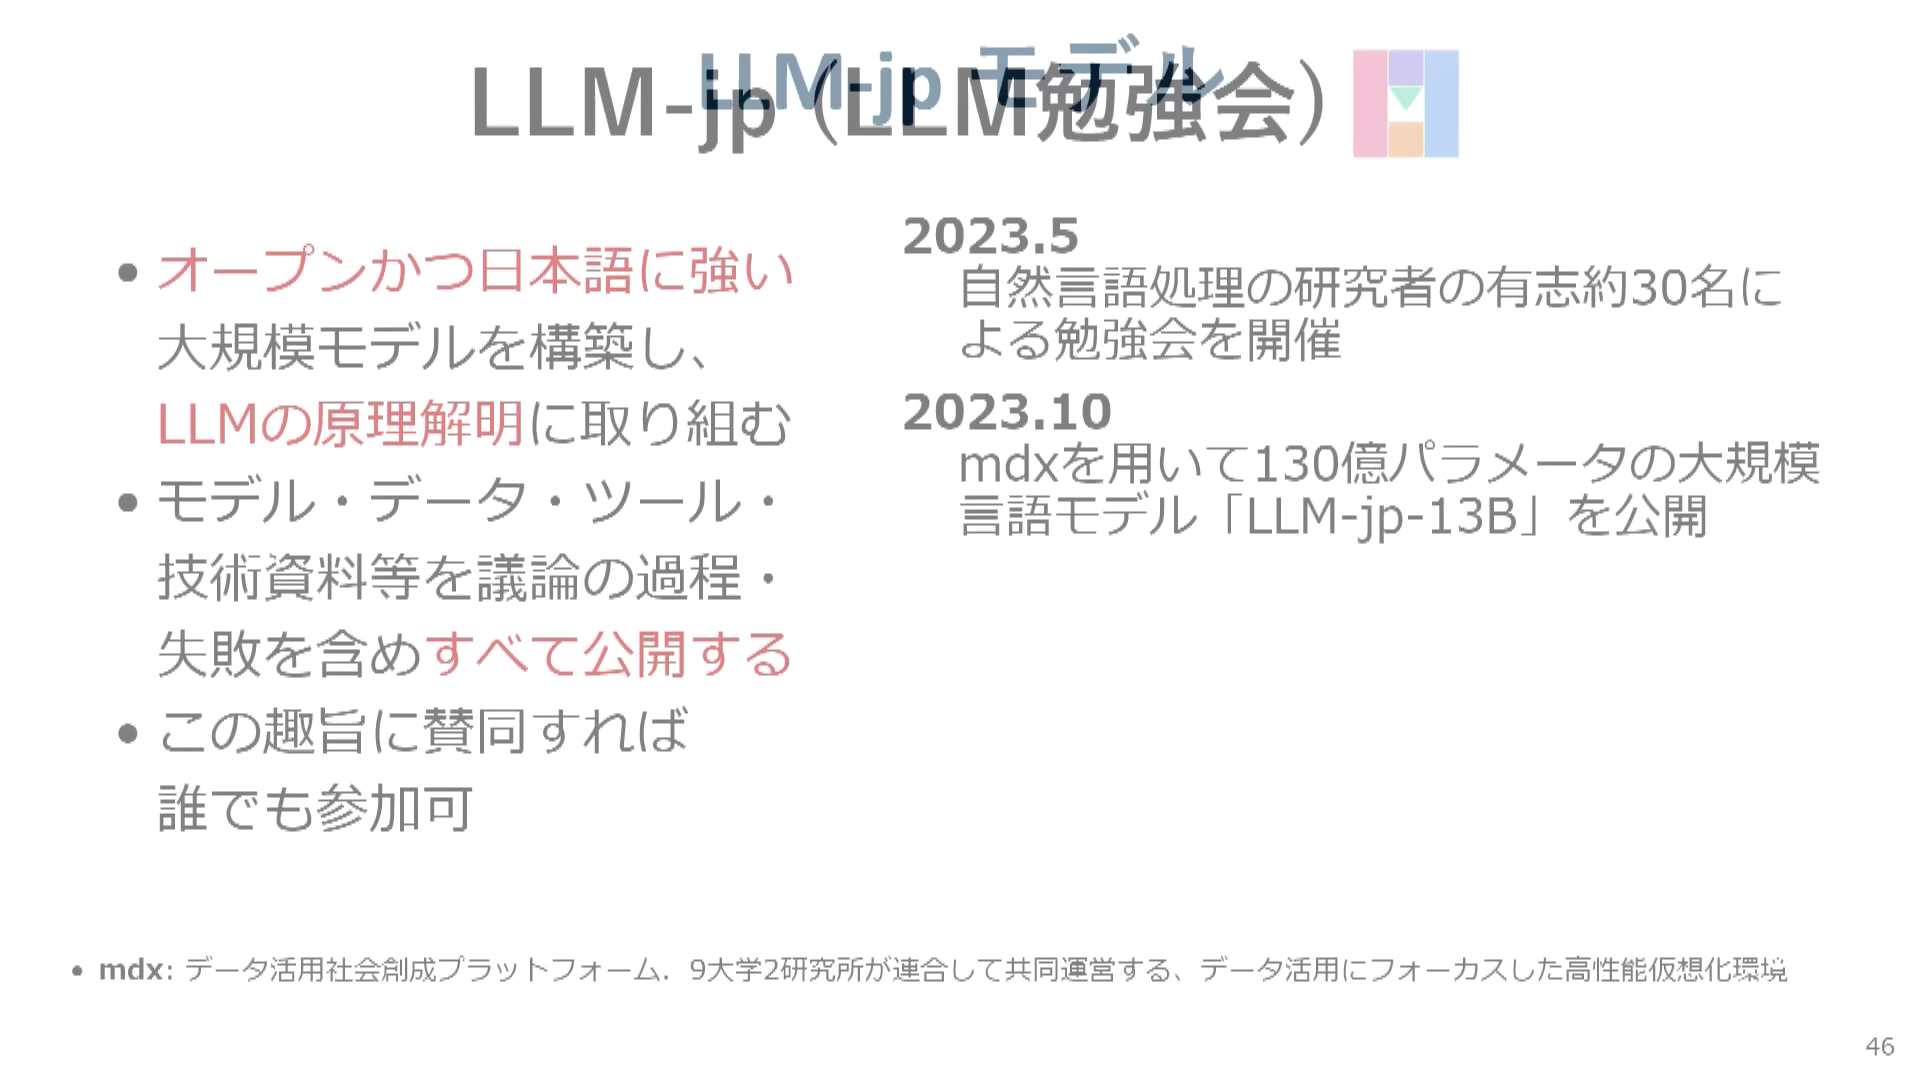 LLM-jp モデル
LLM-jp (LLM勉強会)
• オープンかつ日本語に強い
大規模モデルを構築し、
LLMの原理解明に取り組む
• モデル・データ・ツール・
技術資料等を議論の過程・
失敗を含めすべて公開する
• この趣旨に賛同すれば
誰でも参加可
2023.5
自然言語処理の研究者の有志約30名に
よる勉強会を開催
2023.10
mdxを用いて130億パラメータの大規模
言語モデル「LLM-jp-13B」を公開
• mdx: データ活用社会創成プラットフォーム．9大学2研究所が連合して共同運営する、データ活用にフォーカスした高性能仮想化環境
46